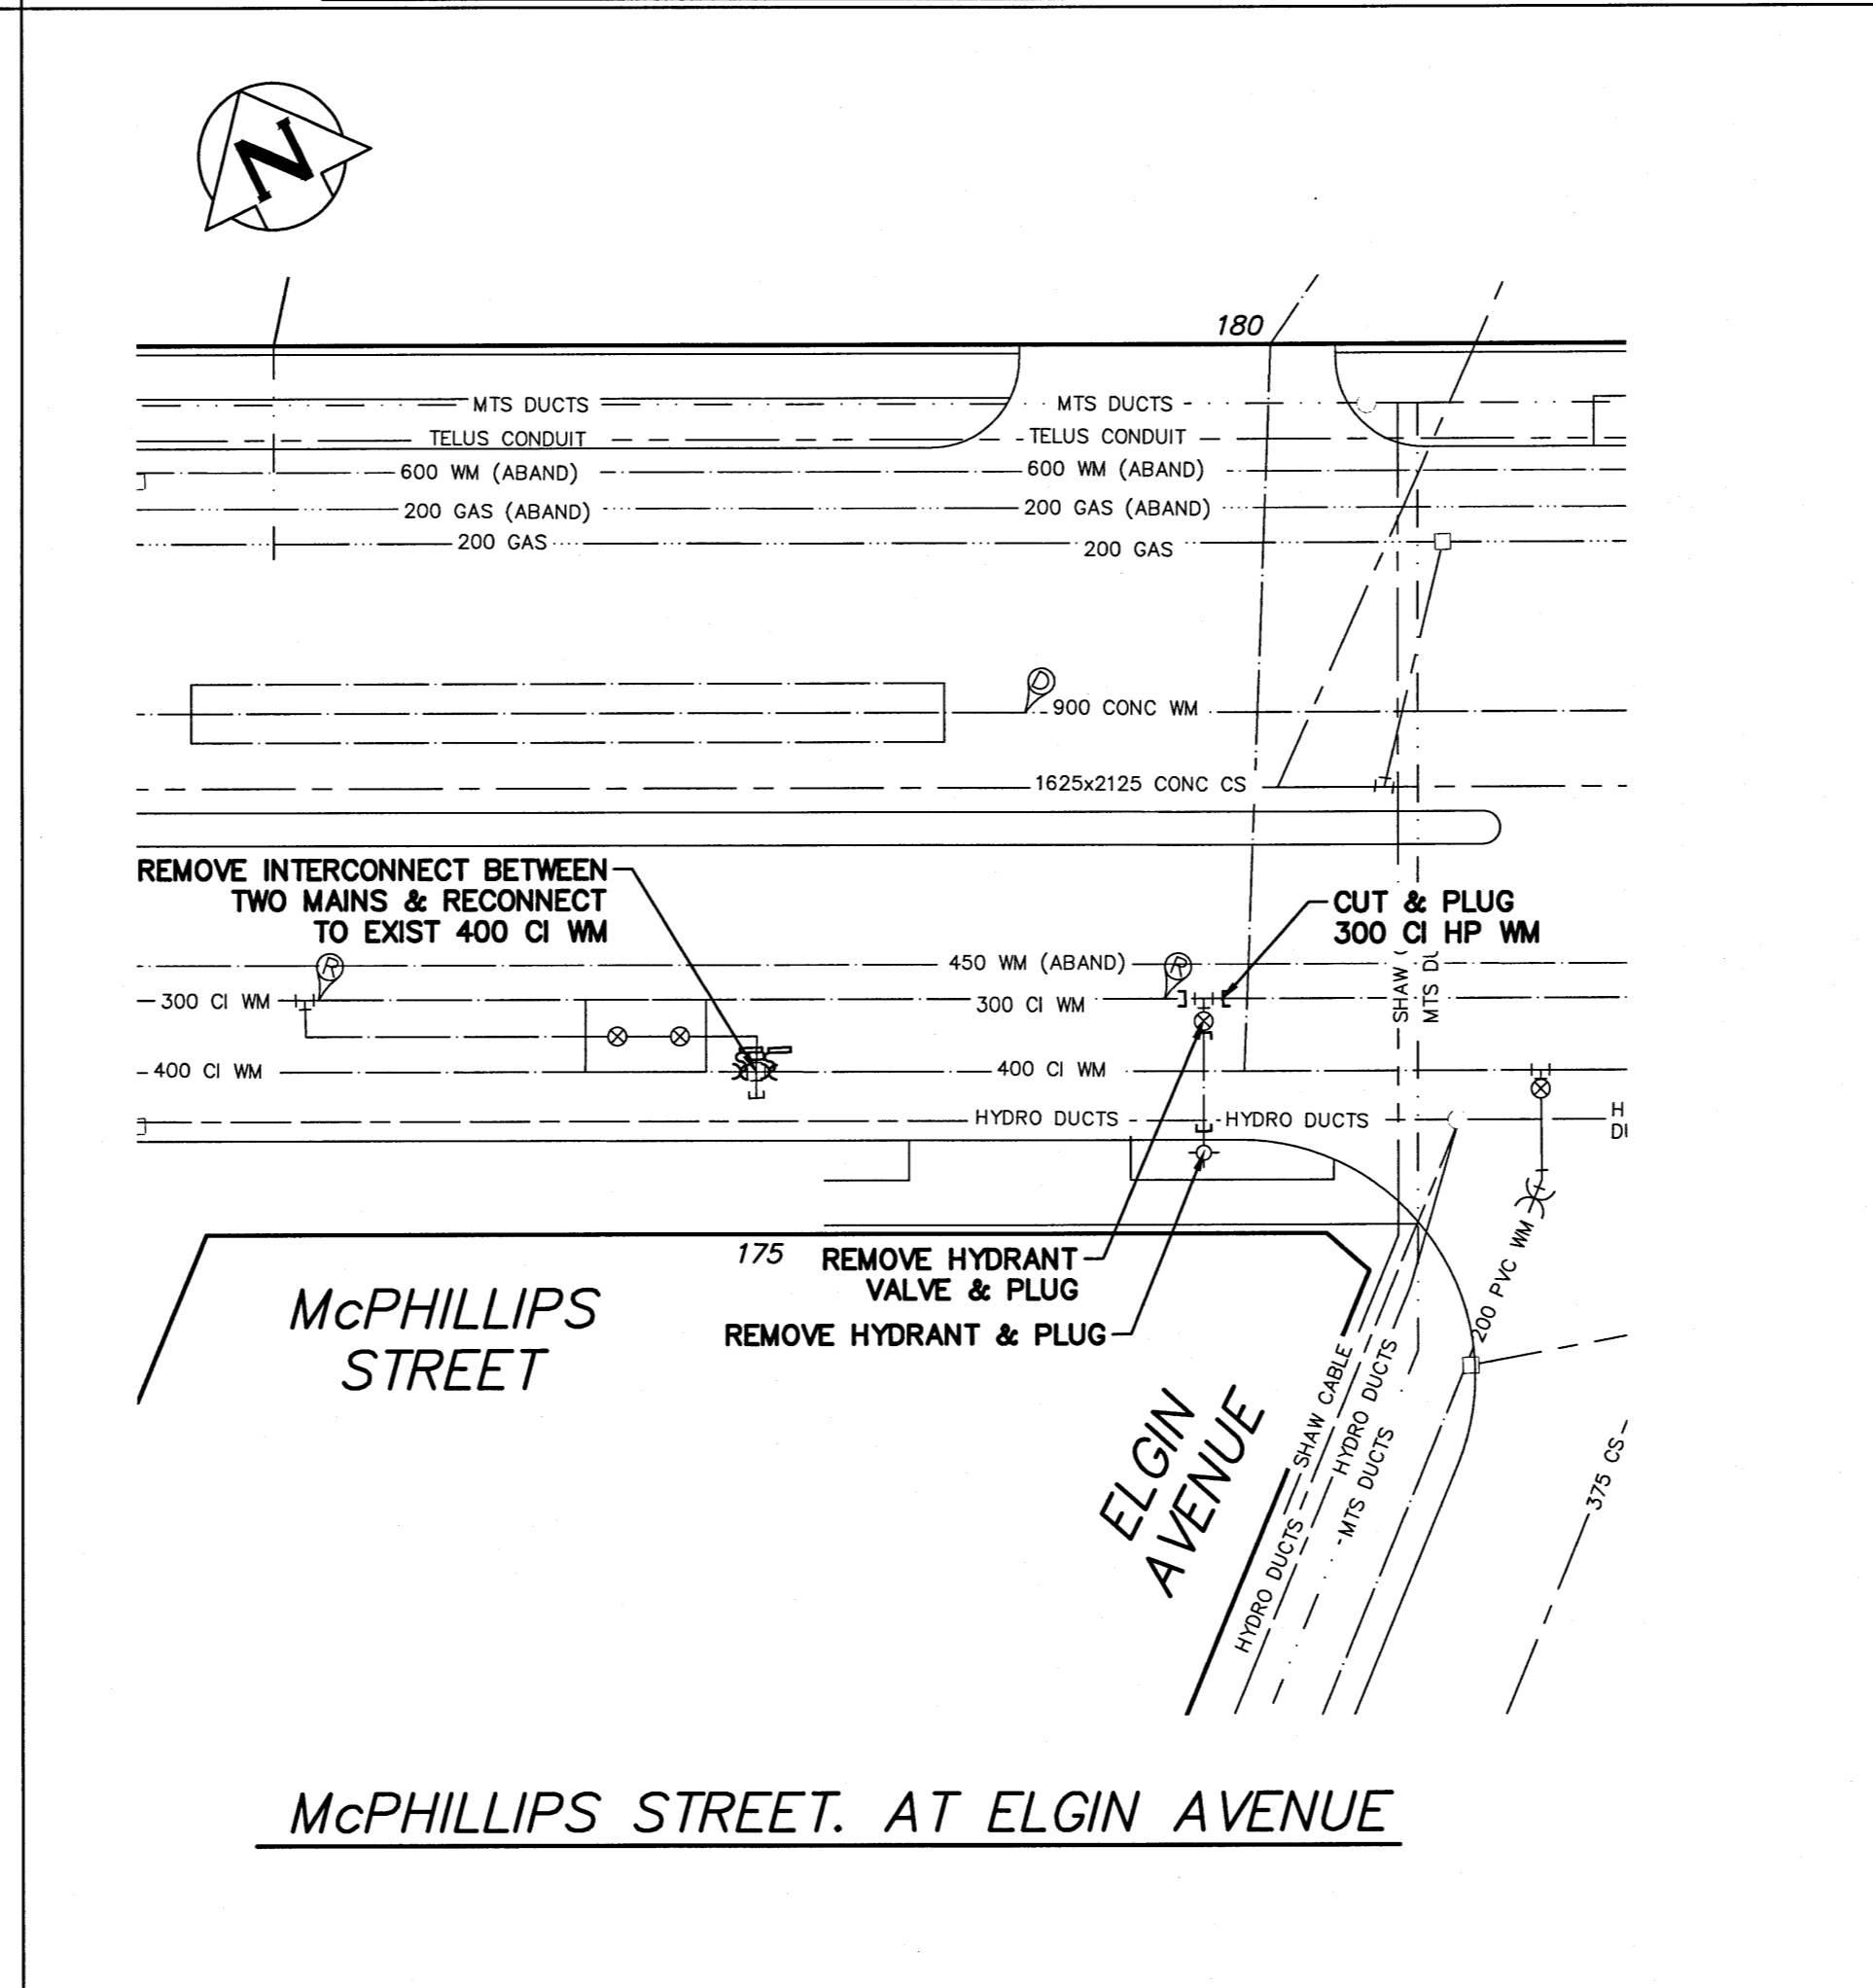 N
180
MTS DUCTS
MTS DUCTS
TELUS CONDUIT
TELUS CONDUIT
600 WM (ABAND)
600 WM (ABAND)
200 GAS (ABAND)
200 GAS (ABAND)
200 GAS
200 GAS
D
900 CONC WM
1625x2125 CONC CS
REMOVE INTERCONNECT BETWEEN
TWO MAINS & RECONNECT
TO EXIST 400 CI WM
CUT & PLUG
300 CI HP WM
450 WM (ABAND)
R
R
300 CI WM
300 CI WM
SHAW
MTS DU
400 CI WM
400 CI WM
HYDRO DUCTS
HYDRO DUCTS
H
DI
175
REMOVE HYDRANT
VALVE & PLUG
REMOVE HYDRANT & PLUG
McPHILLIPS
STREET
200 PVC WM
SHAW CABLE
HYDRO DUCTS
HYDRO DUCTS
MTS DUCTS
ELGIN
AVENUE
375 CS
McPHILLIPS STREET. AT ELGIN AVENUE